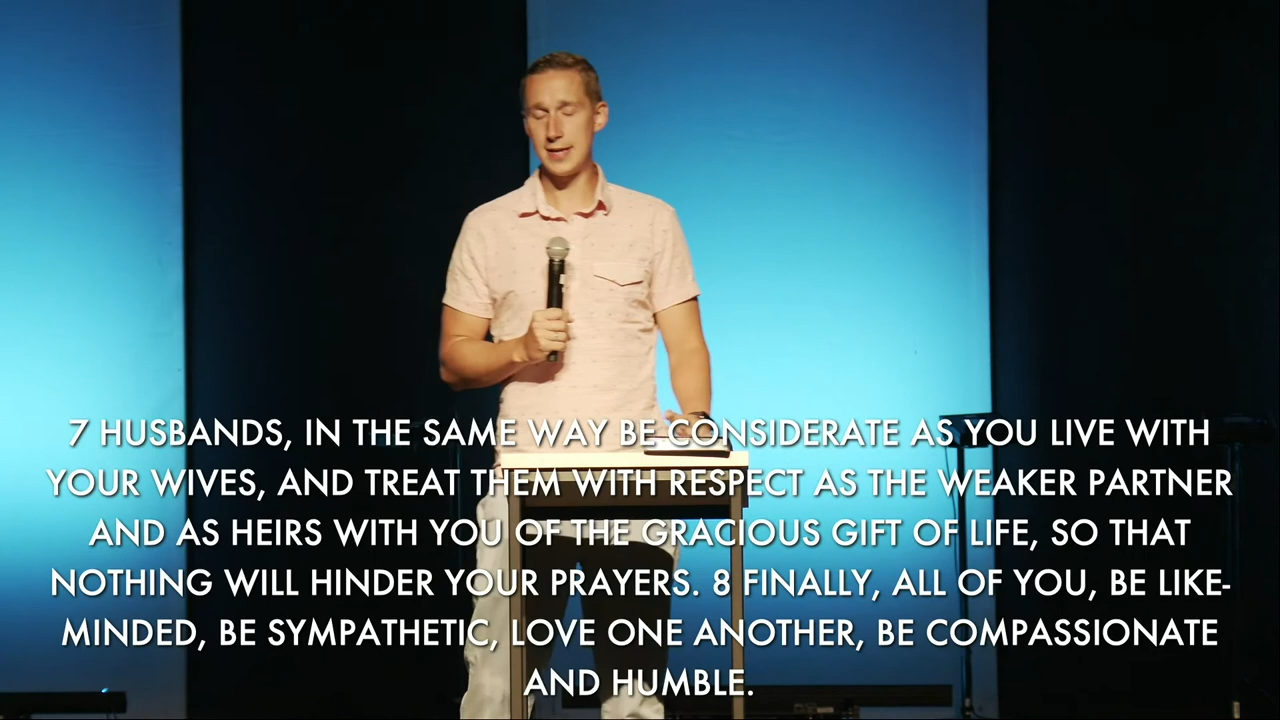 7 HUSBANDS, IN THE SAME WAY BE CONSIDERATE AS YOU LIVE WITH
YOUR WIVES, AND TREAT THEM WITH RESPECT AS THE WEAKER PARTNER
AND AS HEIRS WITH YOU OF THE GRACIOUS GIFT OF LIFE, SO THAT
NOTHING WILL HINDER YOUR PRAYERS. 8 FINALLY, ALL OF YOU, BE LIKE-
MINDED, BE SYMPATHETIC, LOVE ONE ANOTHER, BE COMPASSIONATE
AND HUMBLE.